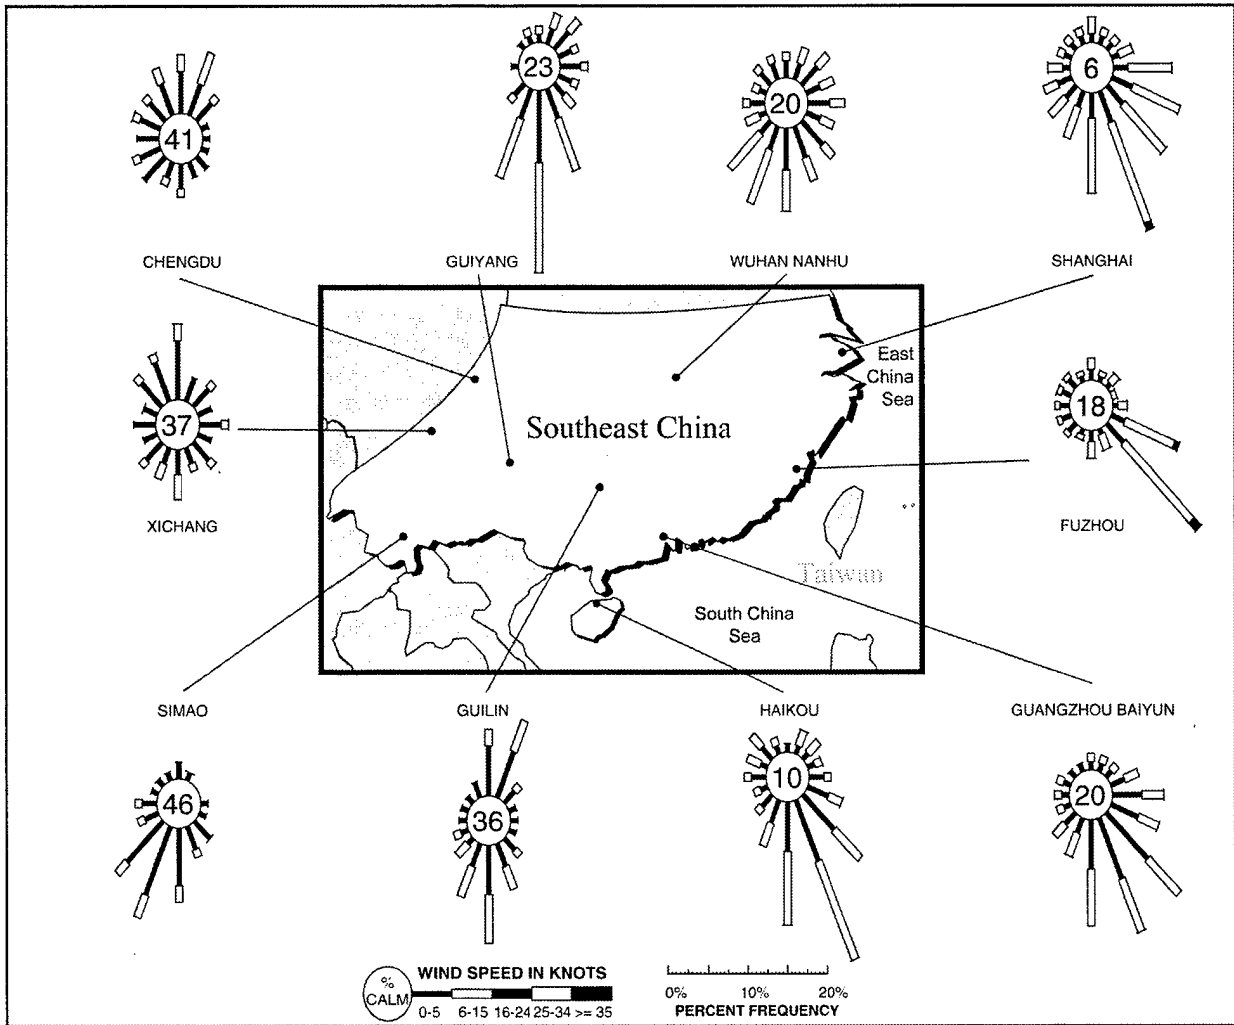 41
23
20
6
CHENGDU
GUIYANG
WUHAN NANHU
SHANGHAI
East
China
Sea
37
Southeast China
18
XICHANG
FUZHOU
Taiwan
South China
Sea
SIMAO
GUILIN
HAIKOU
GUANGZHOU BAIYUN
46
36
10
20
%
CALM
WIND SPEED IN KNOTS
0-5 6-15 16-24 25-34 >= 35
0% 10% 20%
PERCENT FREQUENCY